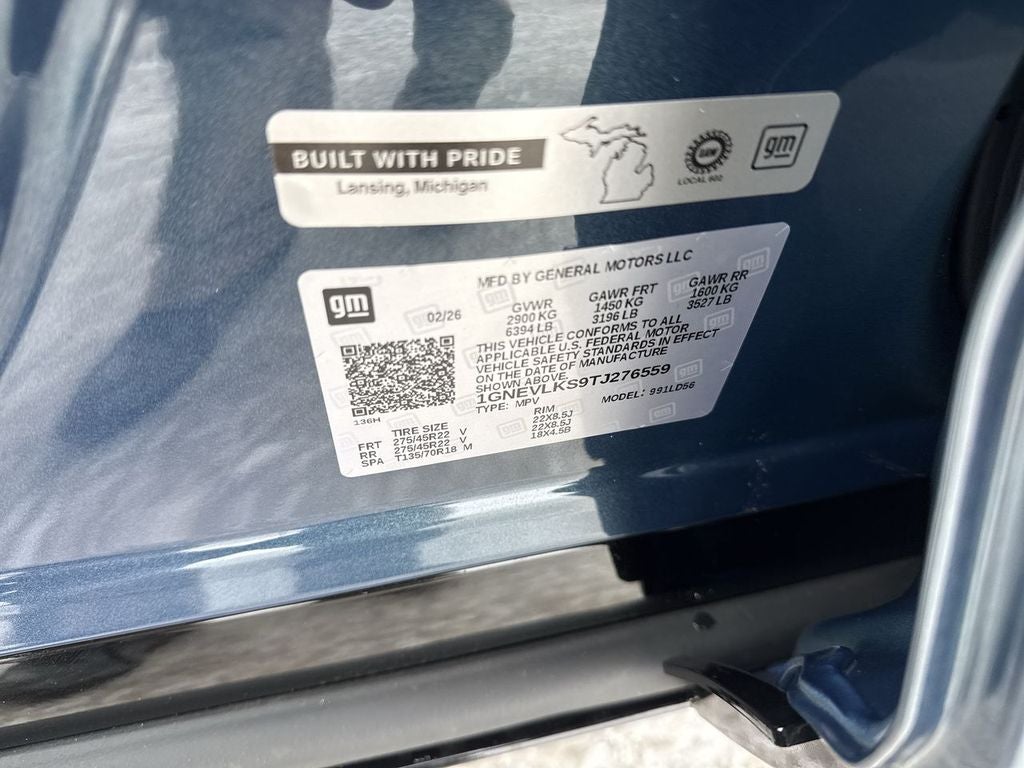 BUILT WITH PRIDE
Lansing, Michigan
UAW
LOCAL 602
gm
gm
MFD BY GENERAL MOTORS LLC
02/26
GVWR GAWR FRT GAWR RR
2900 KG 1450 KG 1600 KG
6394 LB 3196 LB 3527 LB
THIS VEHICLE CONFORMS TO ALL
APPLICABLE U.S. FEDERAL MOTOR
VEHICLE SAFETY STANDARDS IN EFFECT
ON THE DATE OF MANUFACTURE
SHOWN ABOVE.
1GNEVLKS9TJ276559
TYPE: MPV MODEL: 991LD56
136H
TIRE SIZE RIM
FRT 275/45R22 V 22X8.5J
RR 275/45R22 V 22X8.5J
SPA T135/70R18 M 18X4.5B